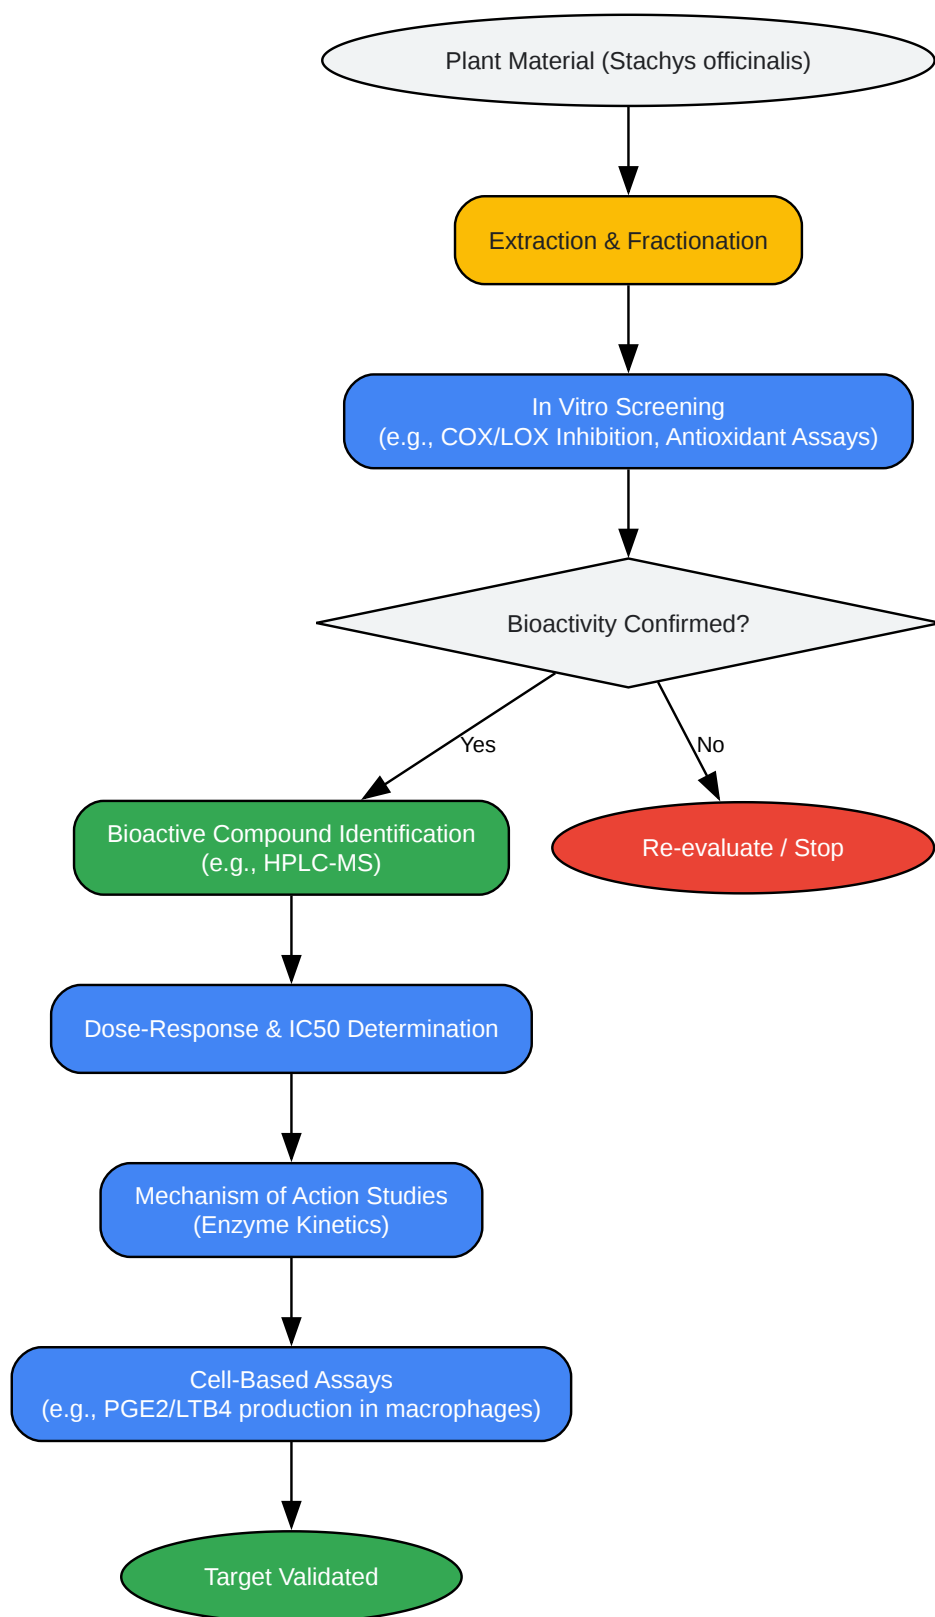 Plant Material (Stachys officinalis)
Extraction & Fractionation
In Vitro Screening
(e.g., COX/LOX Inhibition, Antioxidant Assays)
Bioactivity Confirmed?
Yes
No
Bioactive Compound Identification
(e.g., HPLC-MS)
Re-evaluate / Stop
Dose-Response & IC50 Determination
Mechanism of Action Studies
(Enzyme Kinetics)
Cell-Based Assays
(e.g., PGE2/LTB4 production in macrophages)
Target Validated